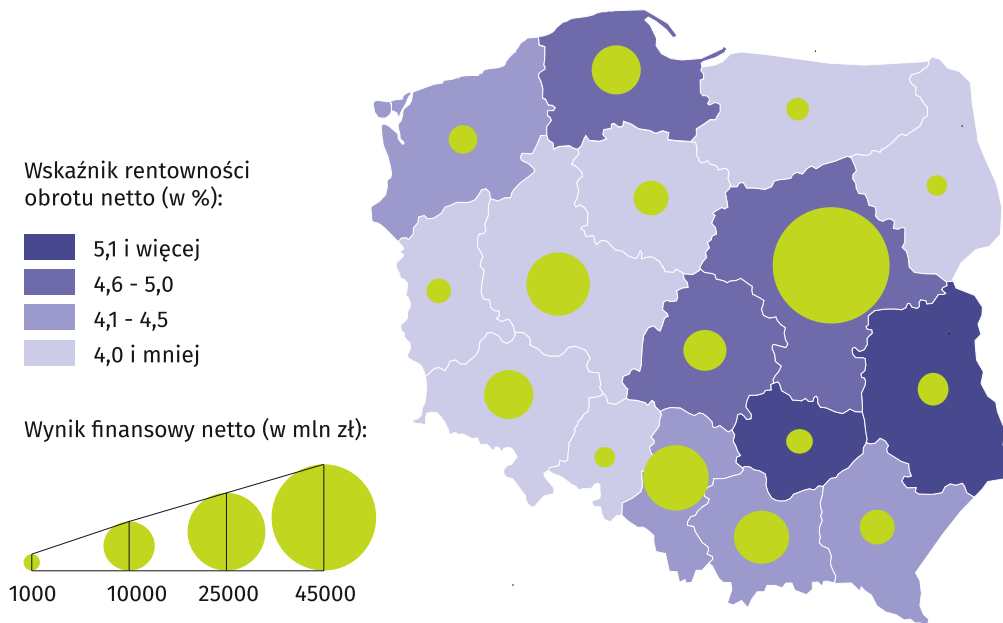 Wskaźnik rentowności
obrotu netto (w %):
5,1 i więcej
4,6 - 5,0
4,1 - 4,5
4,0 i mniej
Wynik finansowy netto (w mln zł):
1000 10000 25000 45000